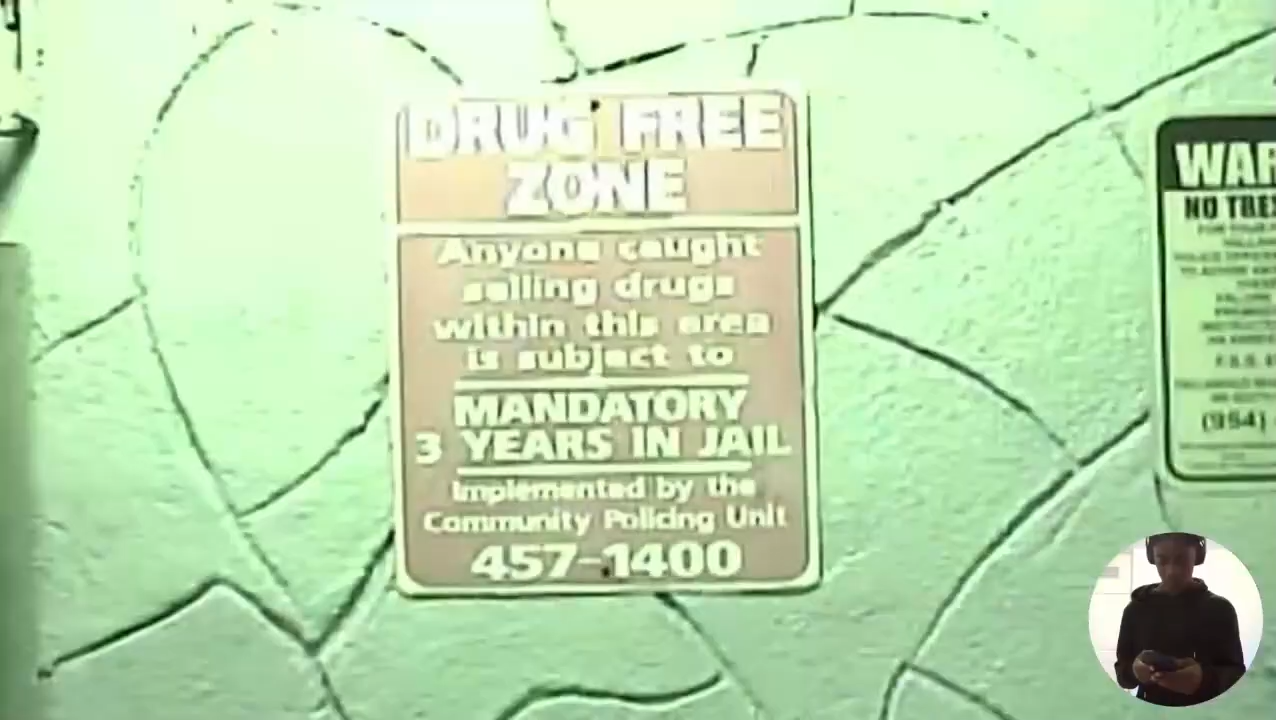 DRUG FREE
ZONE
Anyone caught
selling drugs
within this area
is subject to
MANDATORY
3 YEARS IN JAIL
Implemented by the
Community Policing Unit
457-1400
WAR
NO TRES
(954)